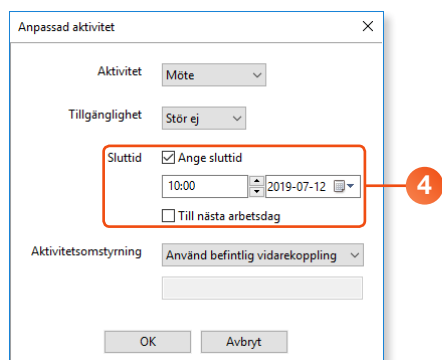 Anpassad aktivitet
Aktivitet Möte
Tillgänglighet Stör ej
Sluttid Ange sluttid
10:00 2019-07-12
4
Till nästa arbetsdag
Aktivitetsomstyrning Använd befintlig vidarekoppling
OK Avbryt